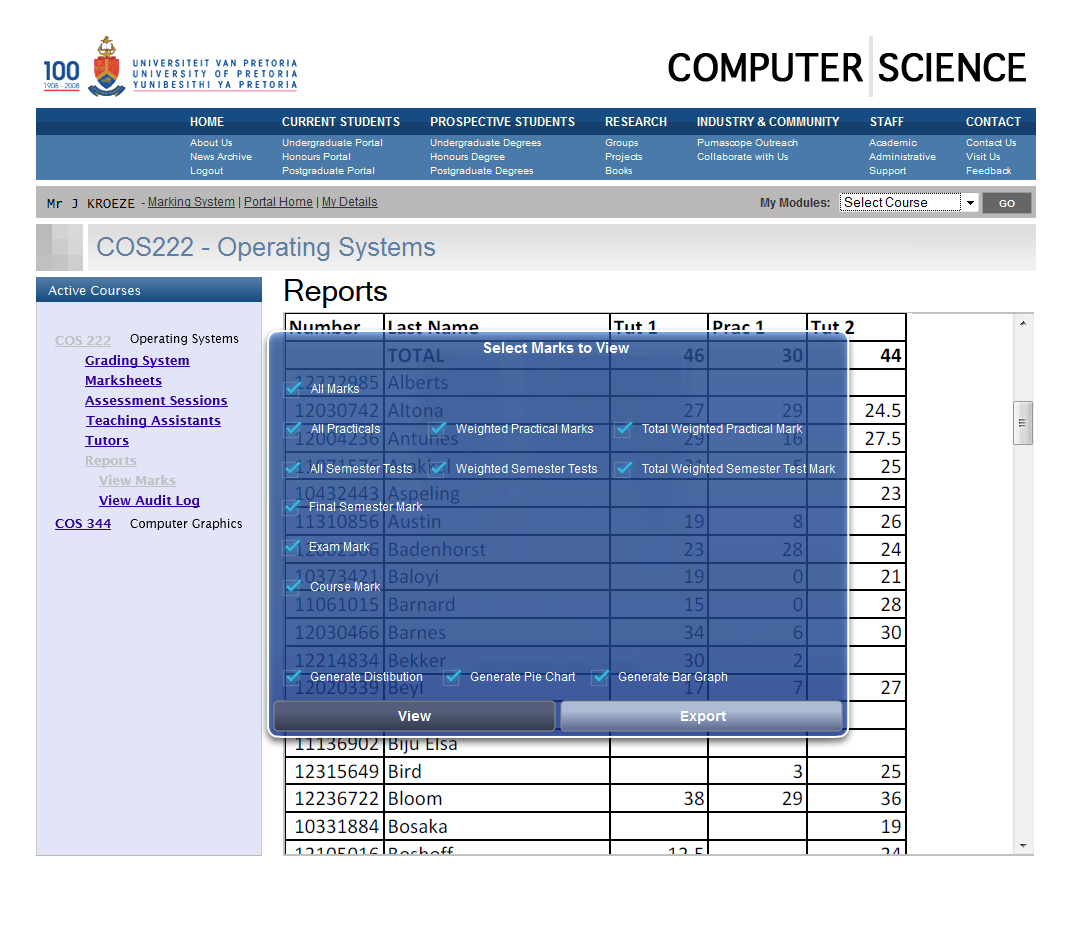 100
1908 - 2008
UNIVERSITEIT VAN PRETORIA
UNIVERSITY OF PRETORIA
YUNIBESITHI YA PRETORIA
COMPUTER SCIENCE
HOME CURRENT STUDENTS PROSPECTIVE STUDENTS RESEARCH INDUSTRY & COMMUNITY STAFF CONTACT
About Us Undergraduate Portal Undergraduate Degrees Groups Pumascope Outreach Academic Contact Us
News Archive Honours Portal Honours Degree Projects Collaborate with Us Administrative Visit Us
Logout Postgraduate Portal Postgraduate Degrees Books Support Feedback
Mr J KROEZE - Marking System | Portal Home | My Details My Modules: Select Course GO
COS222 - Operating Systems
Active Courses
COS 222 Operating Systems
Grading System
Marksheets
Assessment Sessions
Teaching Assistants
Tutors
Reports
View Marks
View Audit Log
COS 344 Computer Graphics
Reports
Number Last Name Tut 1 Prac 1 Tut 2
TOTAL 46 30 44
Select Marks to View
12222985 Alberts
All Marks
12030742 Altona 27 29 24.5
All Practicals Weighted Practical Marks Total Weighted Practical Mark
12004236 Antunes 29 16 27.5
25
All Semester Tests Weighted Semester Tests Total Weighted Semester Test Mark
10432443 Aspeling 23
Final Semester Mark
11310856 Austin 19 8 26
Badenhorst 23 28 24
Exam Mark
10373421 Baloyi 19 0 21
Course Mark
11061015 Barnard 15 0 28
12030466 Barnes 34 6 30
12214834 Bekker 30 2
Generate Distibution Generate Pie Chart Generate Bar Graph
12020339 Beyl 17 7 27
View Export
11136902 Biju Elsa
12315649 Bird 3 25
12236722 Bloom 38 29 36
10331884 Bosaka 19
12105016 Boshoff 12.5 24